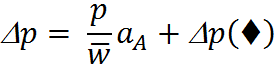 𝛥p = p/w̅ a_A + 𝛥p(♦)